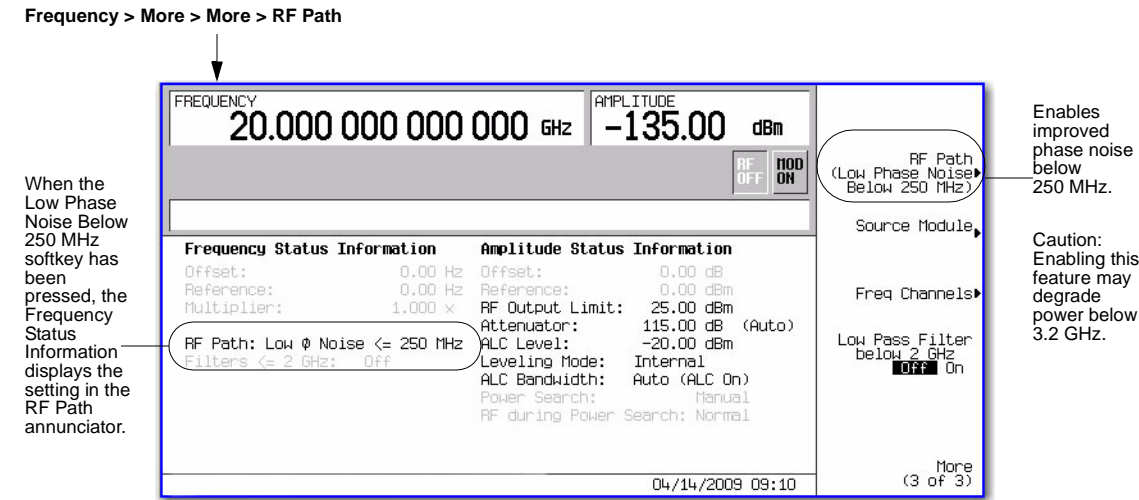 Frequency > More > More > RF Path
FREQUENCY
20.000 000 000 000 GHz
AMPLITUDE
-135.00 dBm
RF OFF
MOD ON
When the
Low Phase
Noise Below
250 MHz
softkey has
been
pressed, the
Frequency
Status
Information
displays the
setting in the
RF Path
annunciator.
Frequency Status Information
Offset: 0.00 Hz
Reference: 0.00 Hz
Multiplier: 1.000 x
RF Path: Low ϕ Noise <= 250 MHz
Filters <= 2 GHz: Off
Amplitude Status Information
Offset: 0.00 dB
Reference: 0.00 dBm
RF Output Limit: 25.00 dBm
Attenuator: 115.00 dB (Auto)
ALC Level: -20.00 dBm
Leveling Mode: Internal
ALC Bandwidth: Auto (ALC On)
Power Search: Manual
RF during Power Search: Normal
04/14/2009 09:10
RF Path
(Low Phase Noise
Below 250 MHz)
Source Module
Freq Channels
Low Pass Filter
below 2 GHz
Off On
More
(3 of 3)
Enables
improved
phase noise
below
250 MHz.
Caution:
Enabling this
feature may
degrade
power below
3.2 GHz.